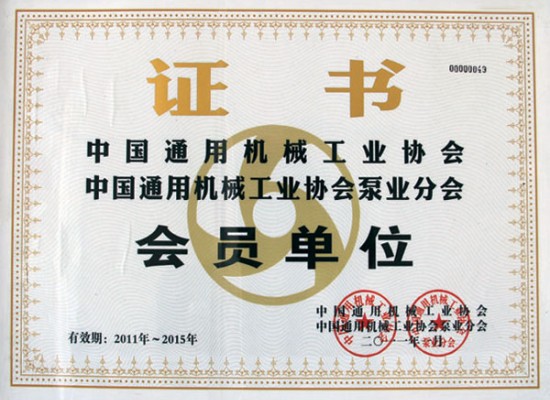 00000049
证书
中国通用机械工业协会
中国通用机械工业协会泵业分会
会员单位
中国通用机械工业协会
中国通用机械工业协会泵业分会
有效期：2011年～2015年
二〇一一年 月